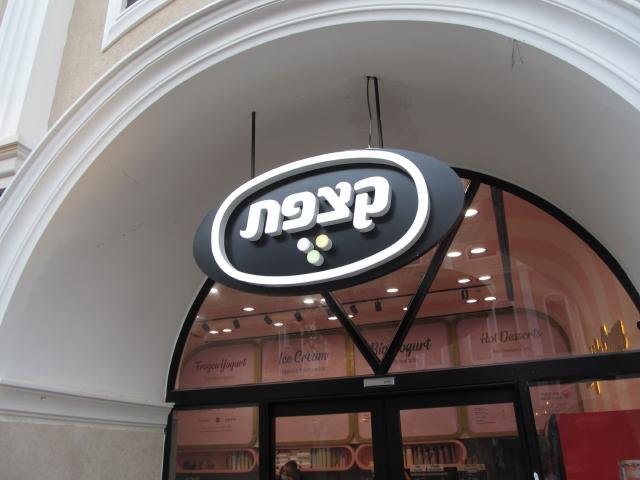 קצפת
Frozen Yogurt
Ice Cream
Bio Yogurt
Hot Desserts